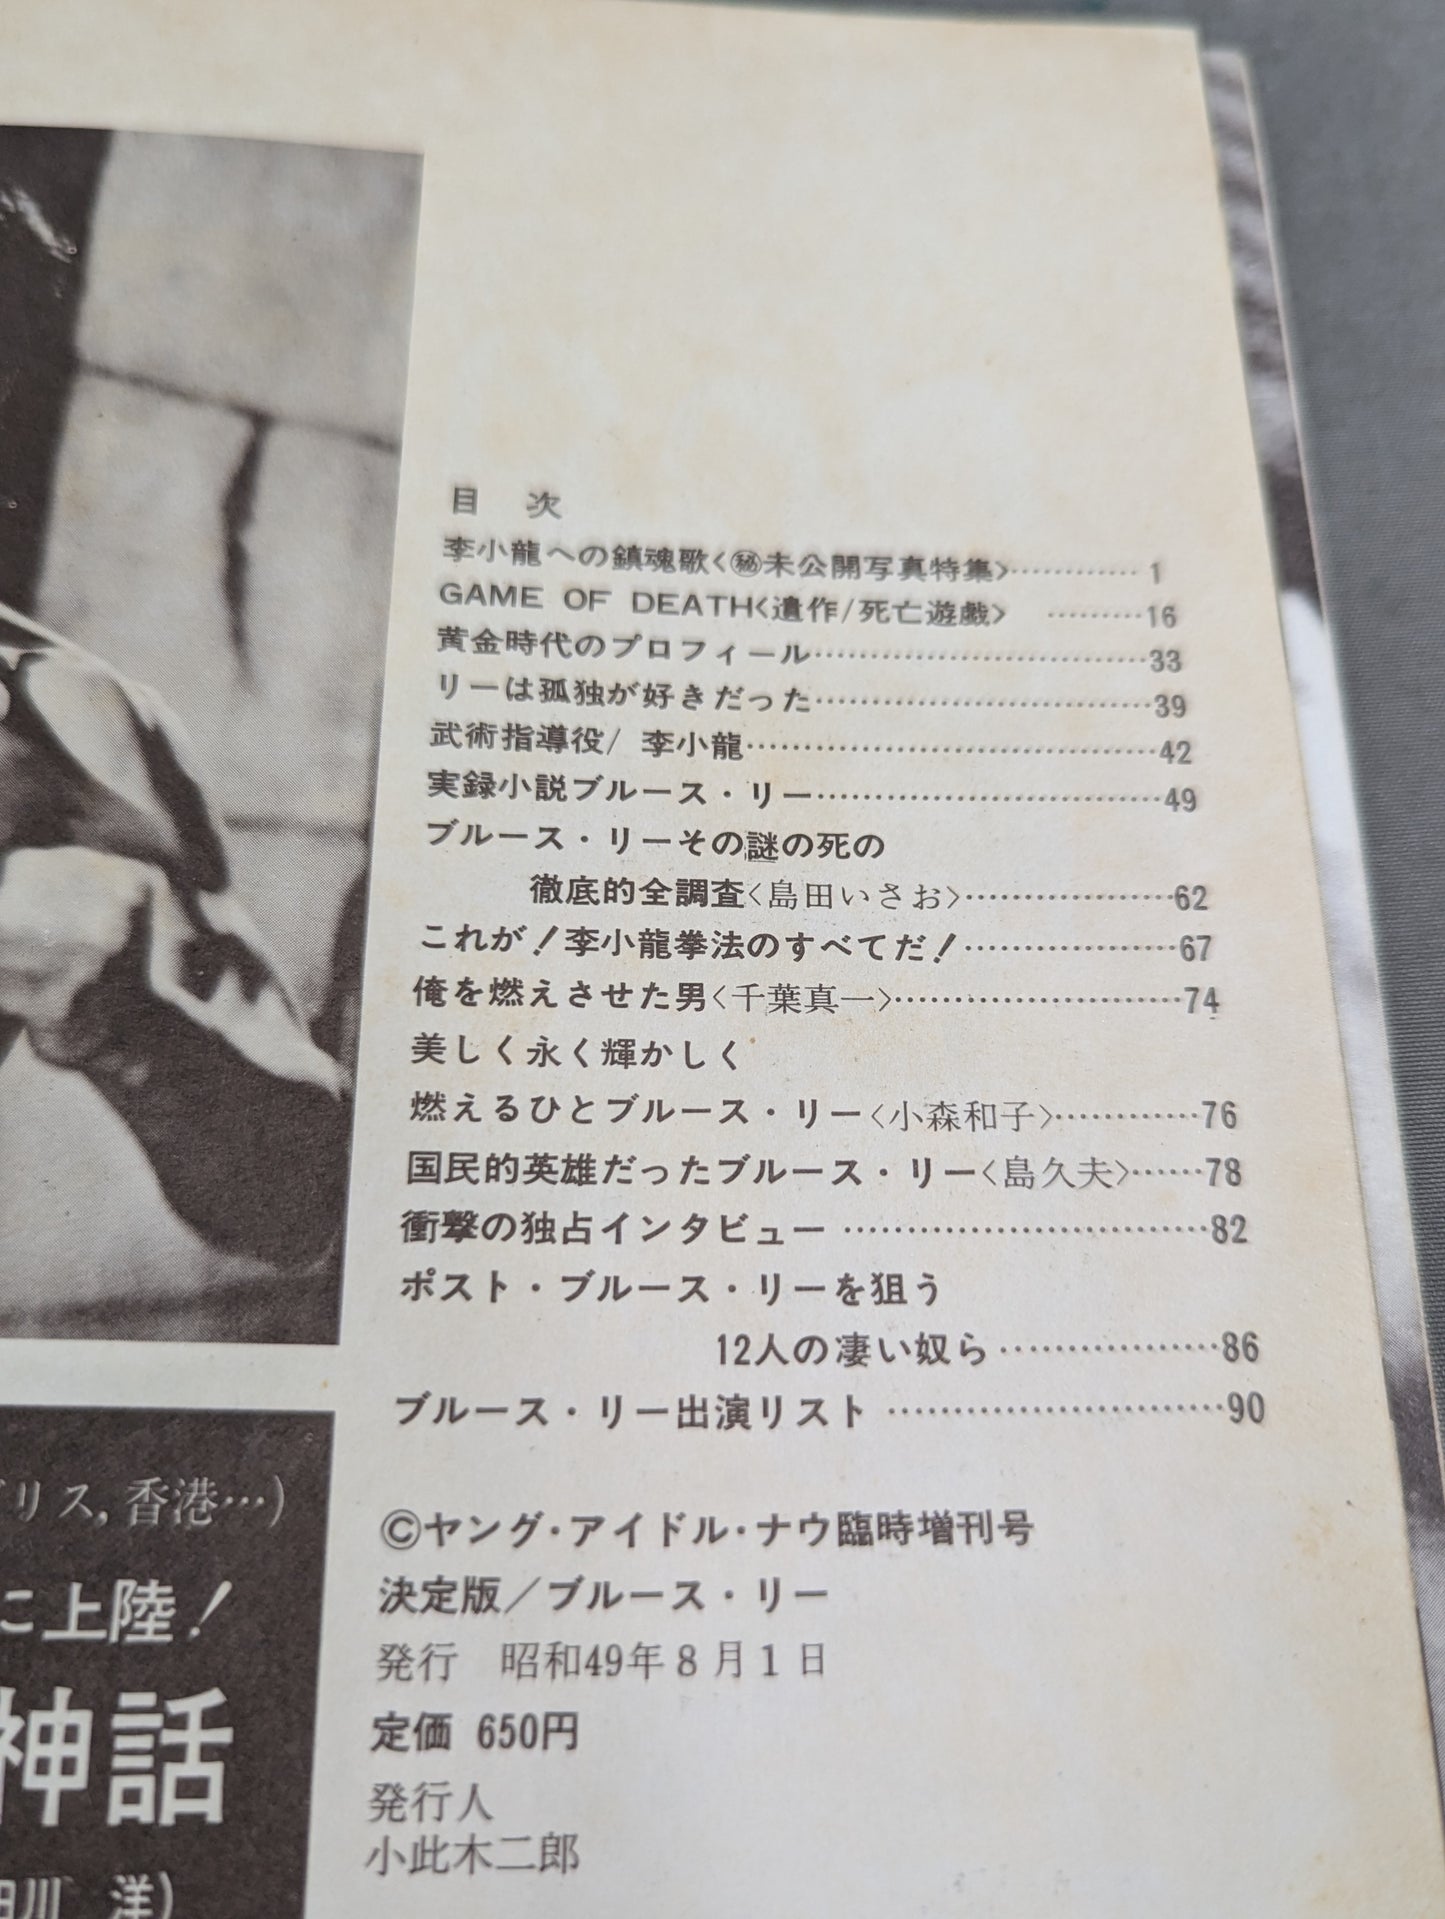 目 次
李小龍への鎮魂歌<㊙未公開写真特集>………… 1
GAME OF DEATH<遺作/死亡遊戯> ………16
黄金時代のプロフィール……………………………33
リーは孤独が好きだった……………………………39
武術指導役/ 李小龍…………………………………42
実録小説ブルース・リー……………………………49
ブルース・リーその謎の死の
徹底的全調査〈島田いさお〉…………………62
これが!李小龍拳法のすべてだ!…………………67
俺を燃えさせた男〈千葉真一〉………………………74
美しく永く輝かしく
燃えるひとブルース・リー〈小森和子〉…………76
国民的英雄だったブルース・リー〈島久夫〉……78
衝撃の独占インタビュー ……………………………82
ポスト・ブルース・リーを狙う
12人の凄い奴ら………………86
ブルース・リー出演リスト …………………………90
©ヤング・アイドル・ナウ臨時増刊号
決定版/ブルース・リー
発行 昭和49年8月1日
定価 650円
発行人
小此木二郎
リス,香港…)
に上陸!
神話
川 洋)